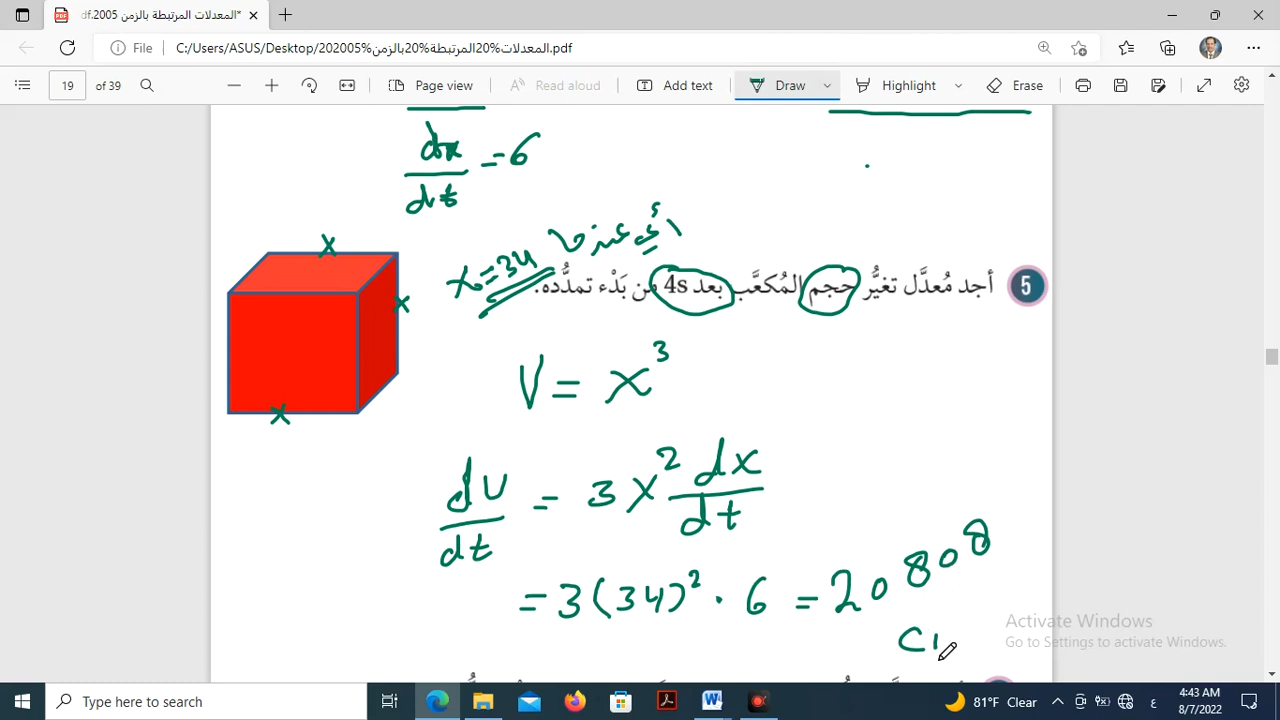 المعدلات المرتبطة بالزمن 2005.pdf*
File C:/Users/ASUS/Desktop/202005%المعدلات%20المرتبطة%20بالزمن.pdf
19 of 39 Page view Read aloud Add text Draw Highlight Erase
dx/dt = 6
أي عندما x = 34
5 أجد مُعدَّل تغيُّر حجم المُكعَّب بعد 4s من بَدْء تمدُّده.
x
x
x
V = x³
dv/dt = 3x² dx/dt
= 3(34)² · 6 = 20808
Activate Windows
Go to Settings to activate Windows.
Type here to search
81°F Clear
ع
4:43 AM
8/7/2022